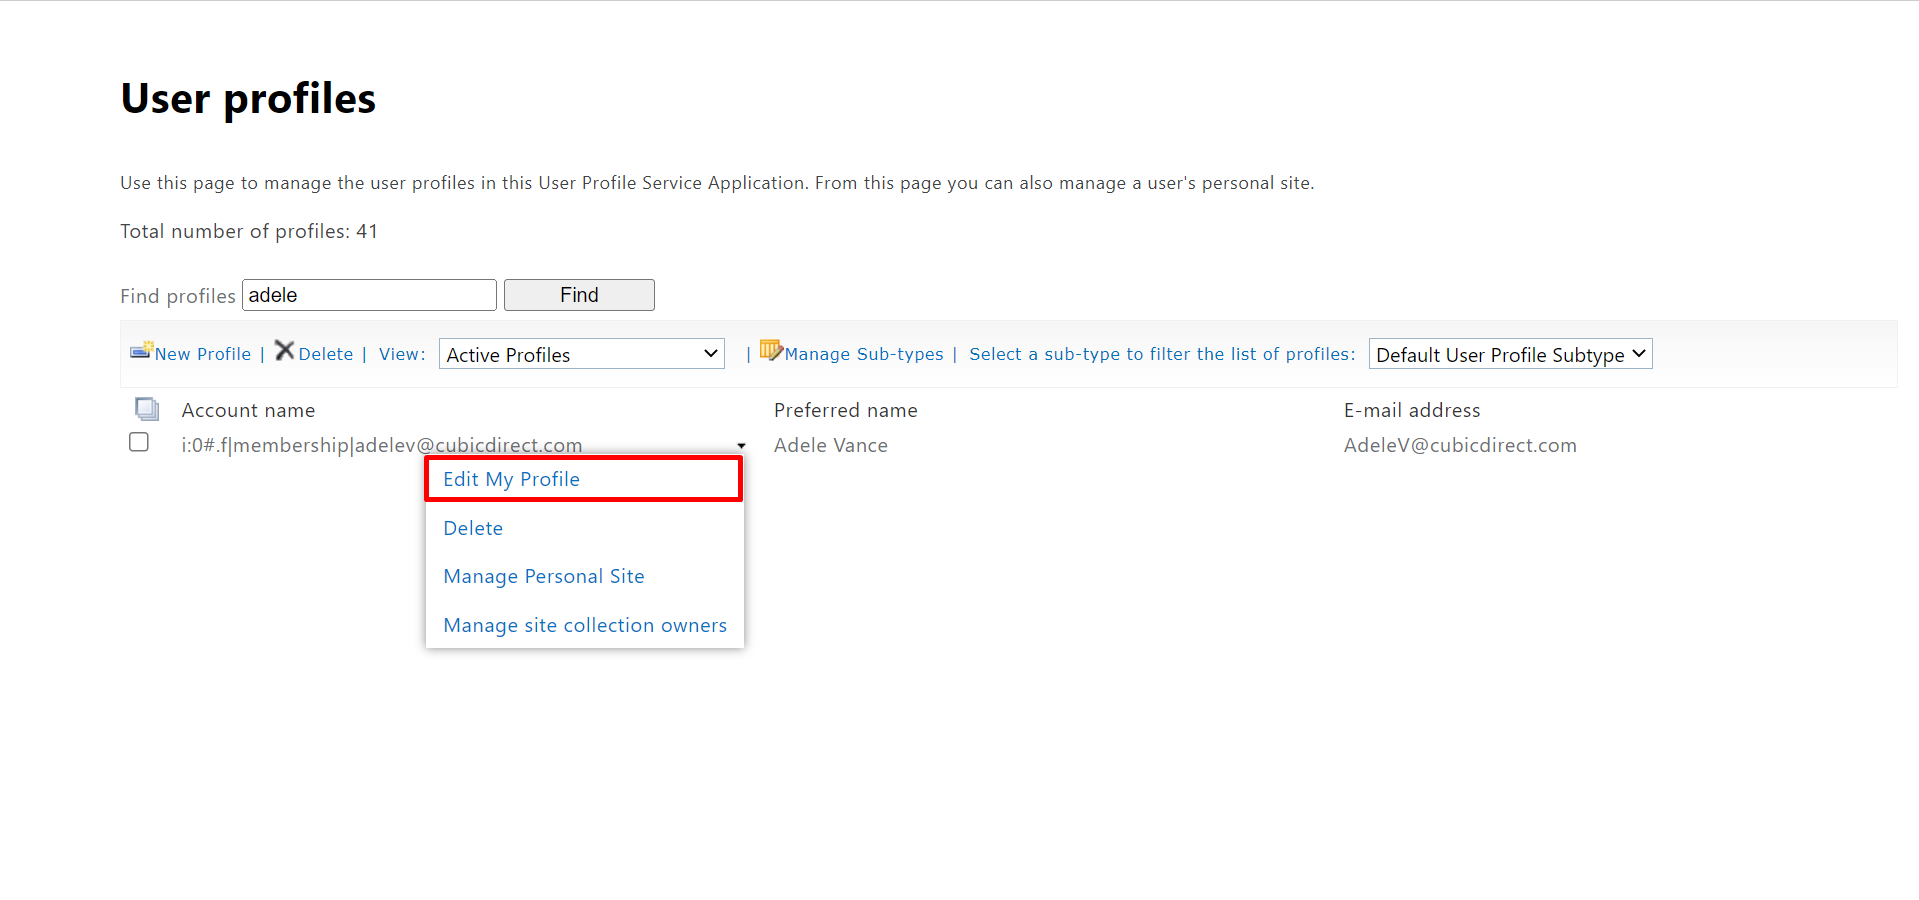 User profiles
Use this page to manage the user profiles in this User Profile Service Application. From this page you can also manage a user's personal site.
Total number of profiles: 41
Find profiles adele Find
New Profile | Delete | View: Active Profiles | Manage Sub-types | Select a sub-type to filter the list of profiles: Default User Profile Subtype
Account name Preferred name E-mail address
i:0#.f|membership|adelev@cubicdirect.com Adele Vance AdeleV@cubicdirect.com
Edit My Profile
Delete
Manage Personal Site
Manage site collection owners